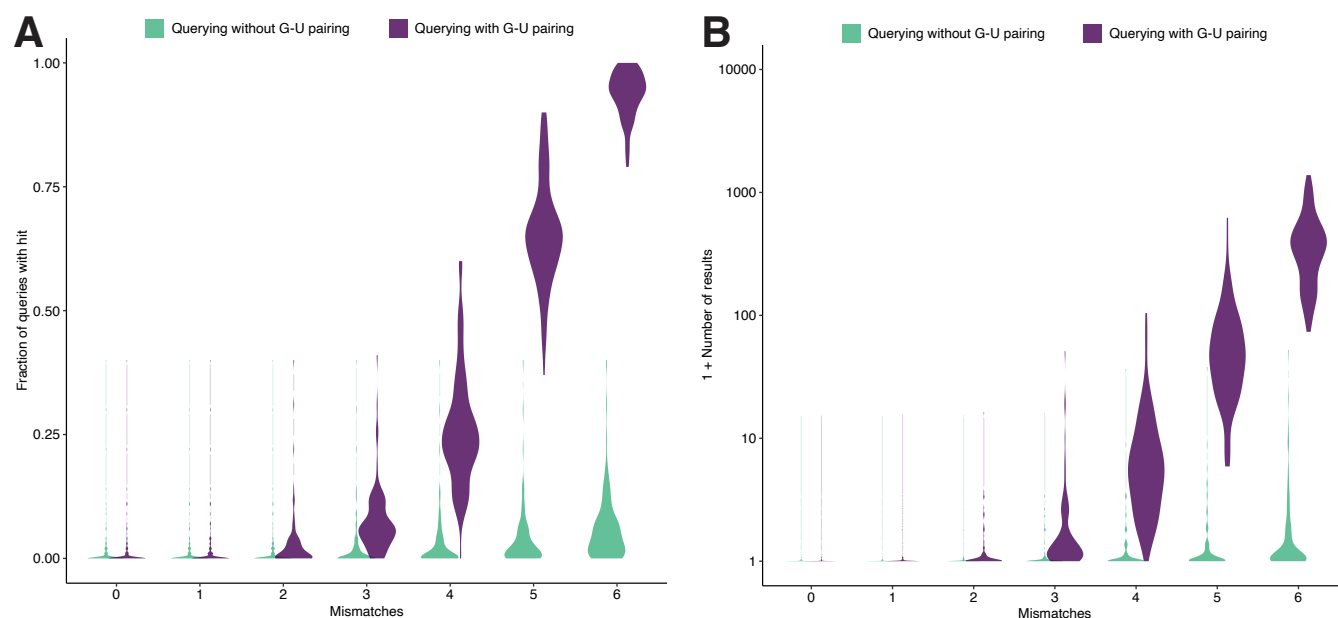 A
Querying without G-U pairing
Querying with G-U pairing
1.00
0.75
0.50
0.25
0.00
Fraction of queries with hit
0 1 2 3 4 5 6
Mismatches
B
Querying without G-U pairing
Querying with G-U pairing
10000
1000
100
10
1
1 + Number of results
0 1 2 3 4 5 6
Mismatches